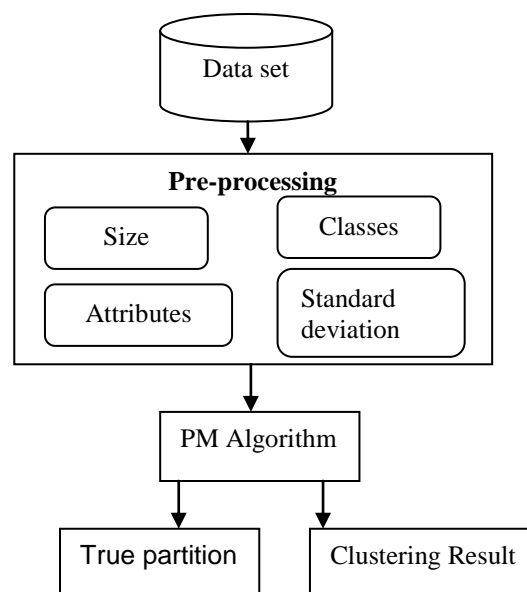 Data set
Pre-processing
Size
Classes
Attributes
Standard
deviation
PM Algorithm
True partition
Clustering Result